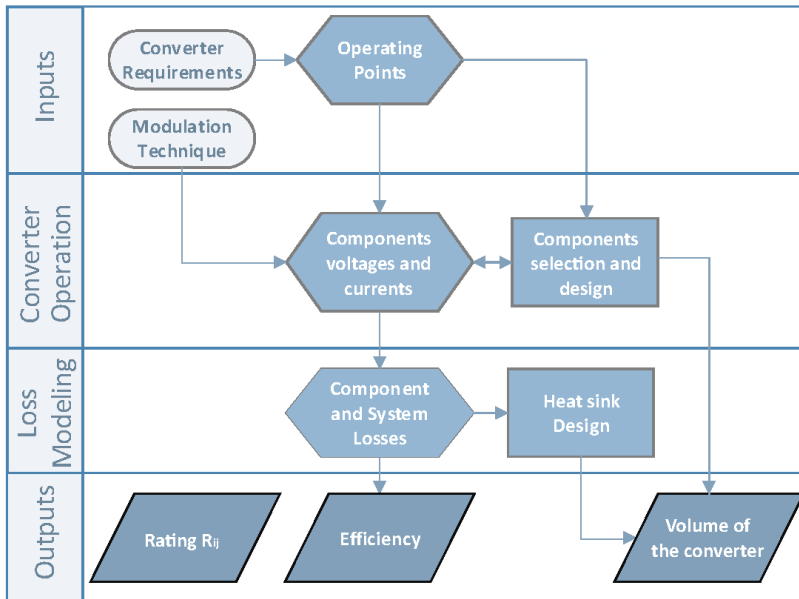 Inputs
Converter
Requirements
Operating
Points
Modulation
Technique
Converter
Operation
Components
voltages and
currents
Components
selection and
design
Loss
Modeling
Component
and System
Losses
Heat sink
Design
Outputs
Rating Rij
Efficiency
Volume of
the converter